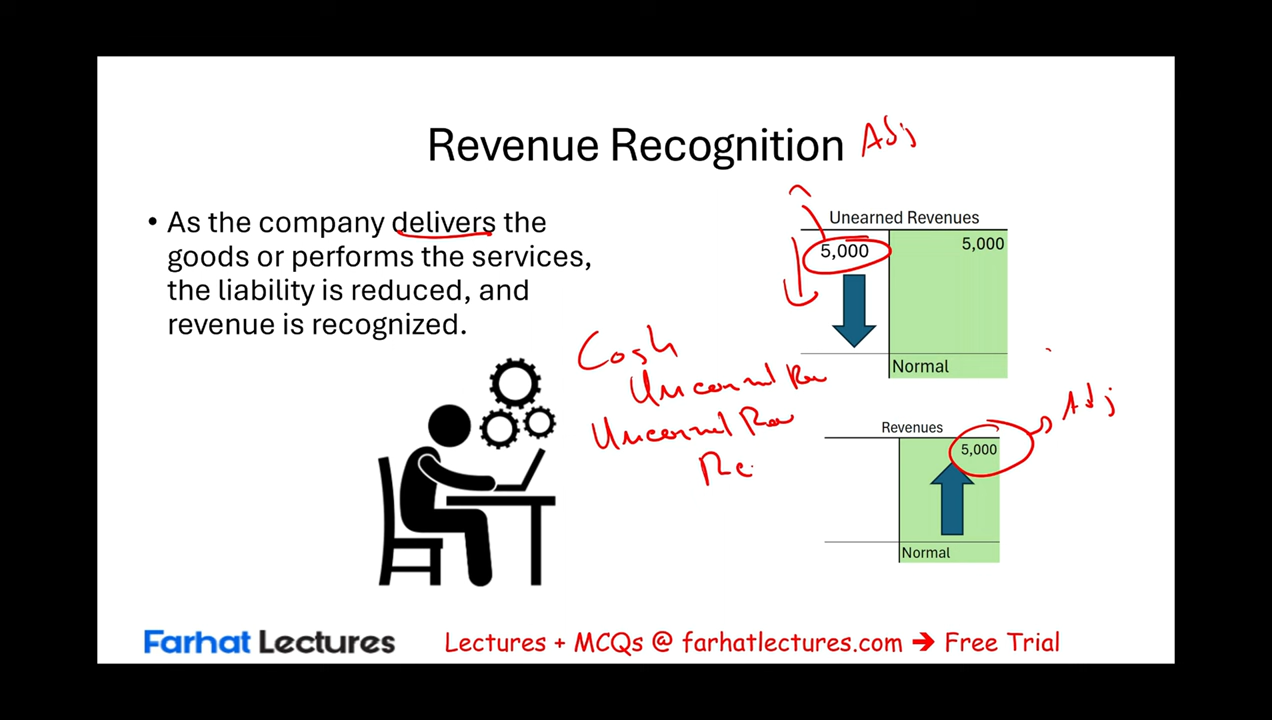 Revenue Recognition Adj
• As the company delivers the
goods or performs the services,
the liability is reduced, and
revenue is recognized.
Unearned Revenues
5,000 5,000
Normal
Cash
Unearned Rev
Unearned Rev
Re
Revenues
5,000
Adj
Normal
Farhat Lectures
Lectures + MCQs @ farhatlectures.com → Free Trial